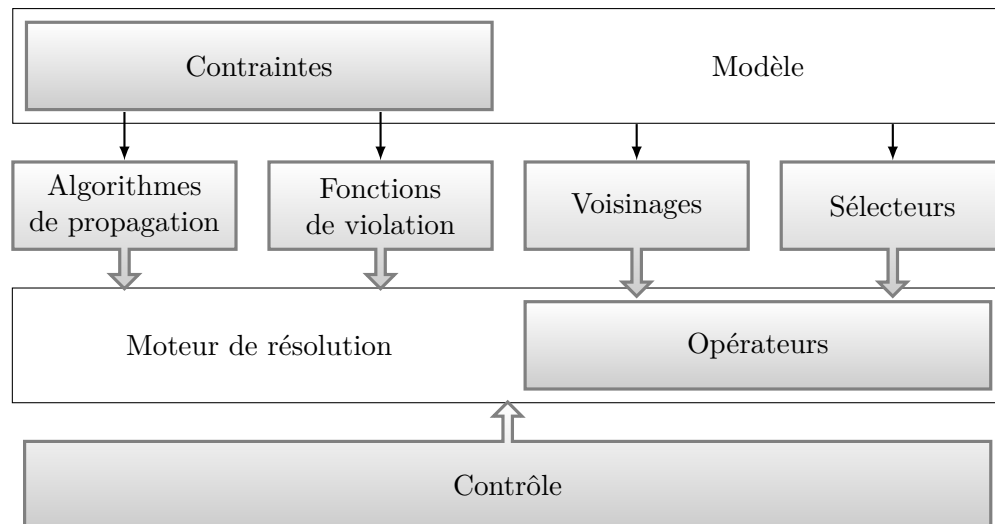 Contraintes
Modèle
Algorithmes
de propagation
Fonctions
de violation
Voisinages
Sélecteurs
Moteur de résolution
Opérateurs
Contrôle